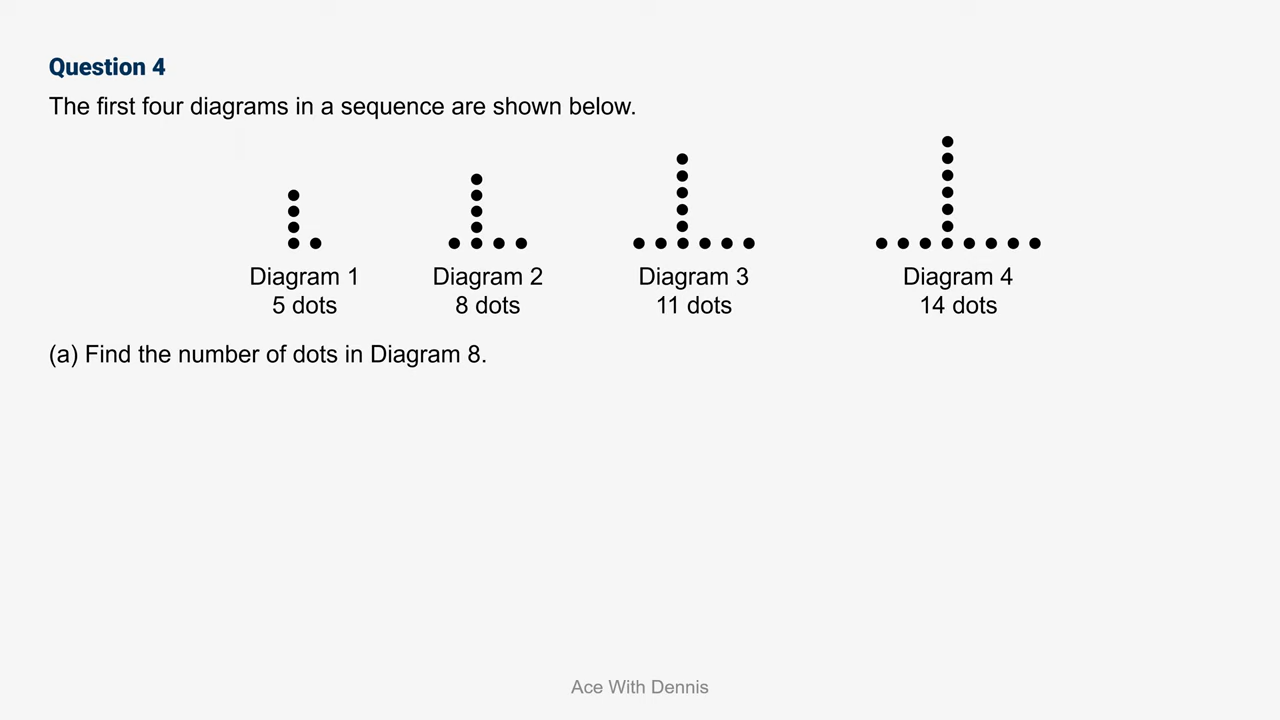 Question 4
The first four diagrams in a sequence are shown below.
Diagram 1 Diagram 2 Diagram 3 Diagram 4
5 dots 8 dots 11 dots 14 dots
(a) Find the number of dots in Diagram 8.
Ace With Dennis